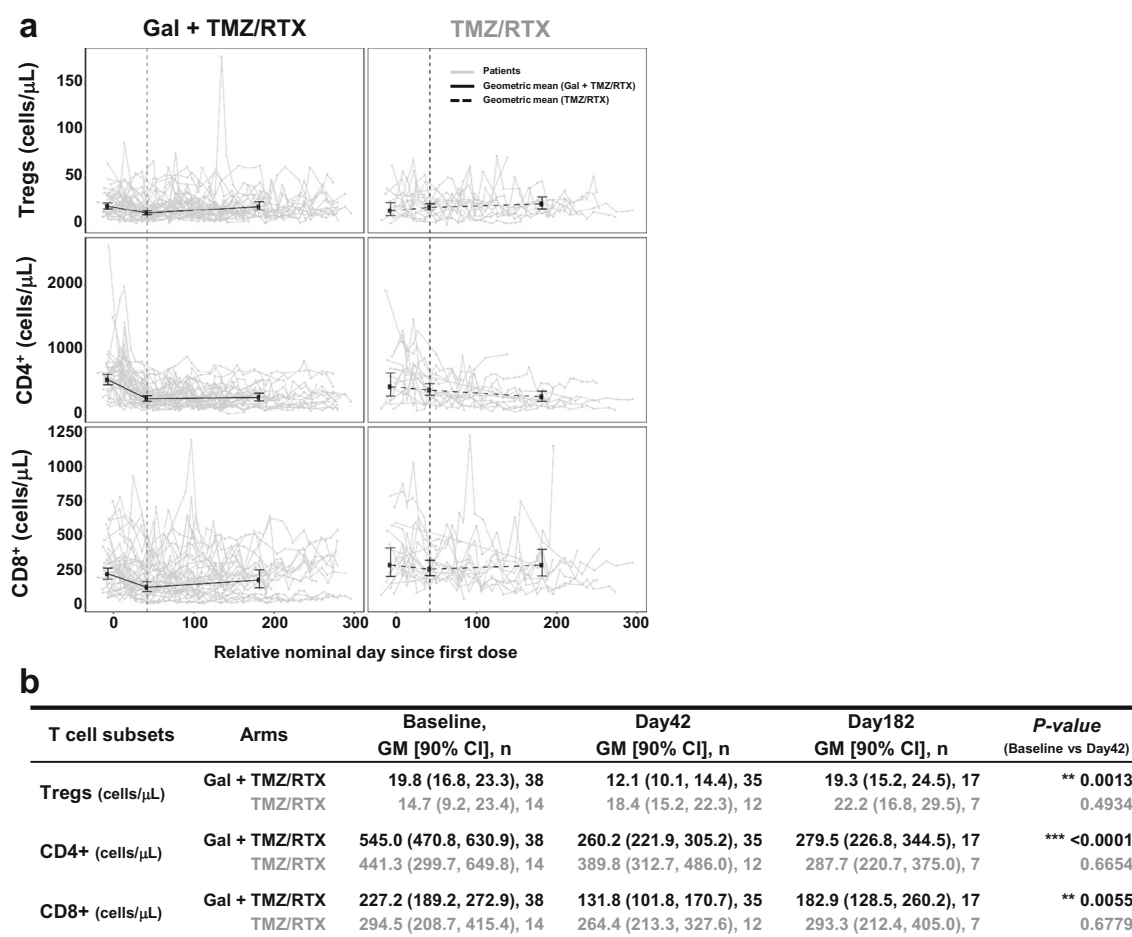 a
Gal + TMZ/RTX
TMZ/RTX
Patients
Geometric mean (Gal + TMZ/RTX)
Geometric mean (TMZ/RTX)
Tregs (cells/μL)
150
100
50
0
CD4⁺ (cells/μL)
2000
1000
0
CD8⁺ (cells/μL)
1250
1000
750
500
250
0
0 100 200 300 0 100 200 300
Relative nominal day since first dose
b
T cell subsets Arms Baseline, GM [90% CI], n Day42 GM [90% CI], n Day182 GM [90% CI], n P-value (Baseline vs Day42)
Tregs (cells/μL) Gal + TMZ/RTX 19.8 (16.8, 23.3), 38 12.1 (10.1, 14.4), 35 19.3 (15.2, 24.5), 17 ** 0.0013
TMZ/RTX 14.7 (9.2, 23.4), 14 18.4 (15.2, 22.3), 12 22.2 (16.8, 29.5), 7 0.4934
CD4+ (cells/μL) Gal + TMZ/RTX 545.0 (470.8, 630.9), 38 260.2 (221.9, 305.2), 35 279.5 (226.8, 344.5), 17 *** <0.0001
TMZ/RTX 441.3 (299.7, 649.8), 14 389.8 (312.7, 486.0), 12 287.7 (220.7, 375.0), 7 0.6654
CD8+ (cells/μL) Gal + TMZ/RTX 227.2 (189.2, 272.9), 38 131.8 (101.8, 170.7), 35 182.9 (128.5, 260.2), 17 ** 0.0055
TMZ/RTX 294.5 (208.7, 415.4), 14 264.4 (213.3, 327.6), 12 293.3 (212.4, 405.0), 7 0.6779